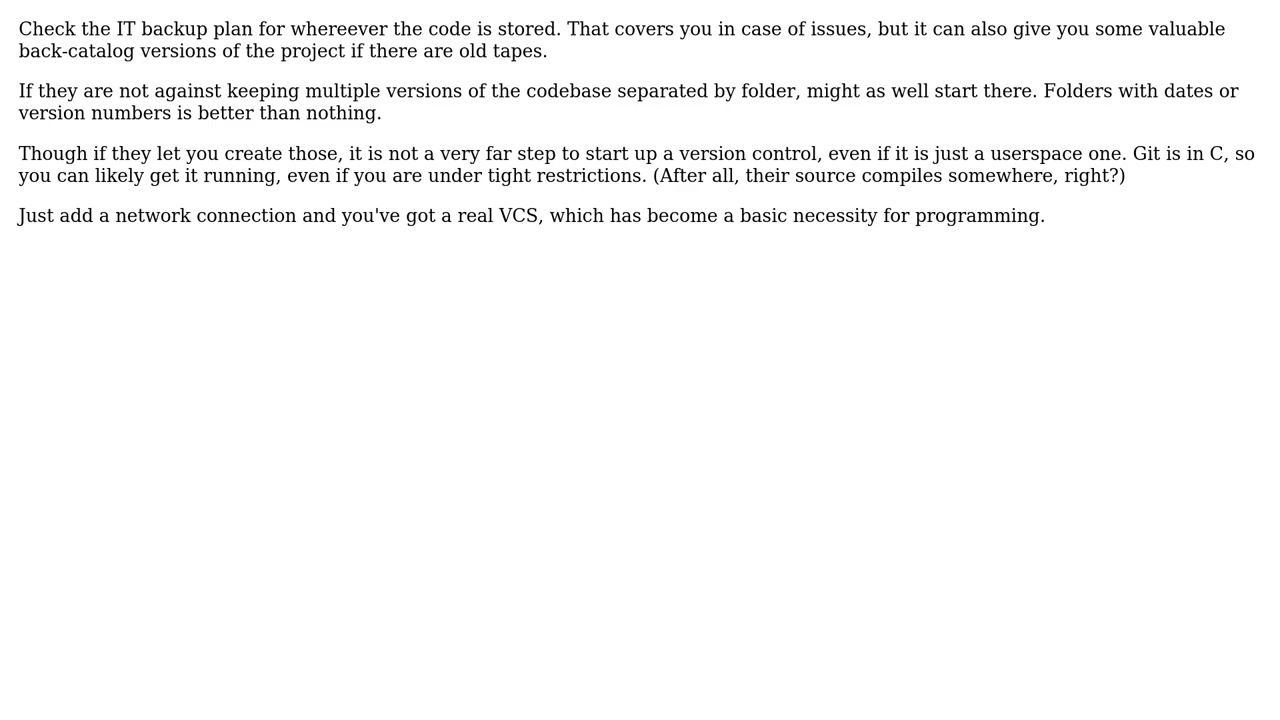 Check the IT backup plan for whereever the code is stored. That covers you in case of issues, but it can also give you some valuable
back-catalog versions of the project if there are old tapes.
If they are not against keeping multiple versions of the codebase separated by folder, might as well start there. Folders with dates or
version numbers is better than nothing.
Though if they let you create those, it is not a very far step to start up a version control, even if it is just a userspace one. Git is in C, so
you can likely get it running, even if you are under tight restrictions. (After all, their source compiles somewhere, right?)
Just add a network connection and you've got a real VCS, which has become a basic necessity for programming.